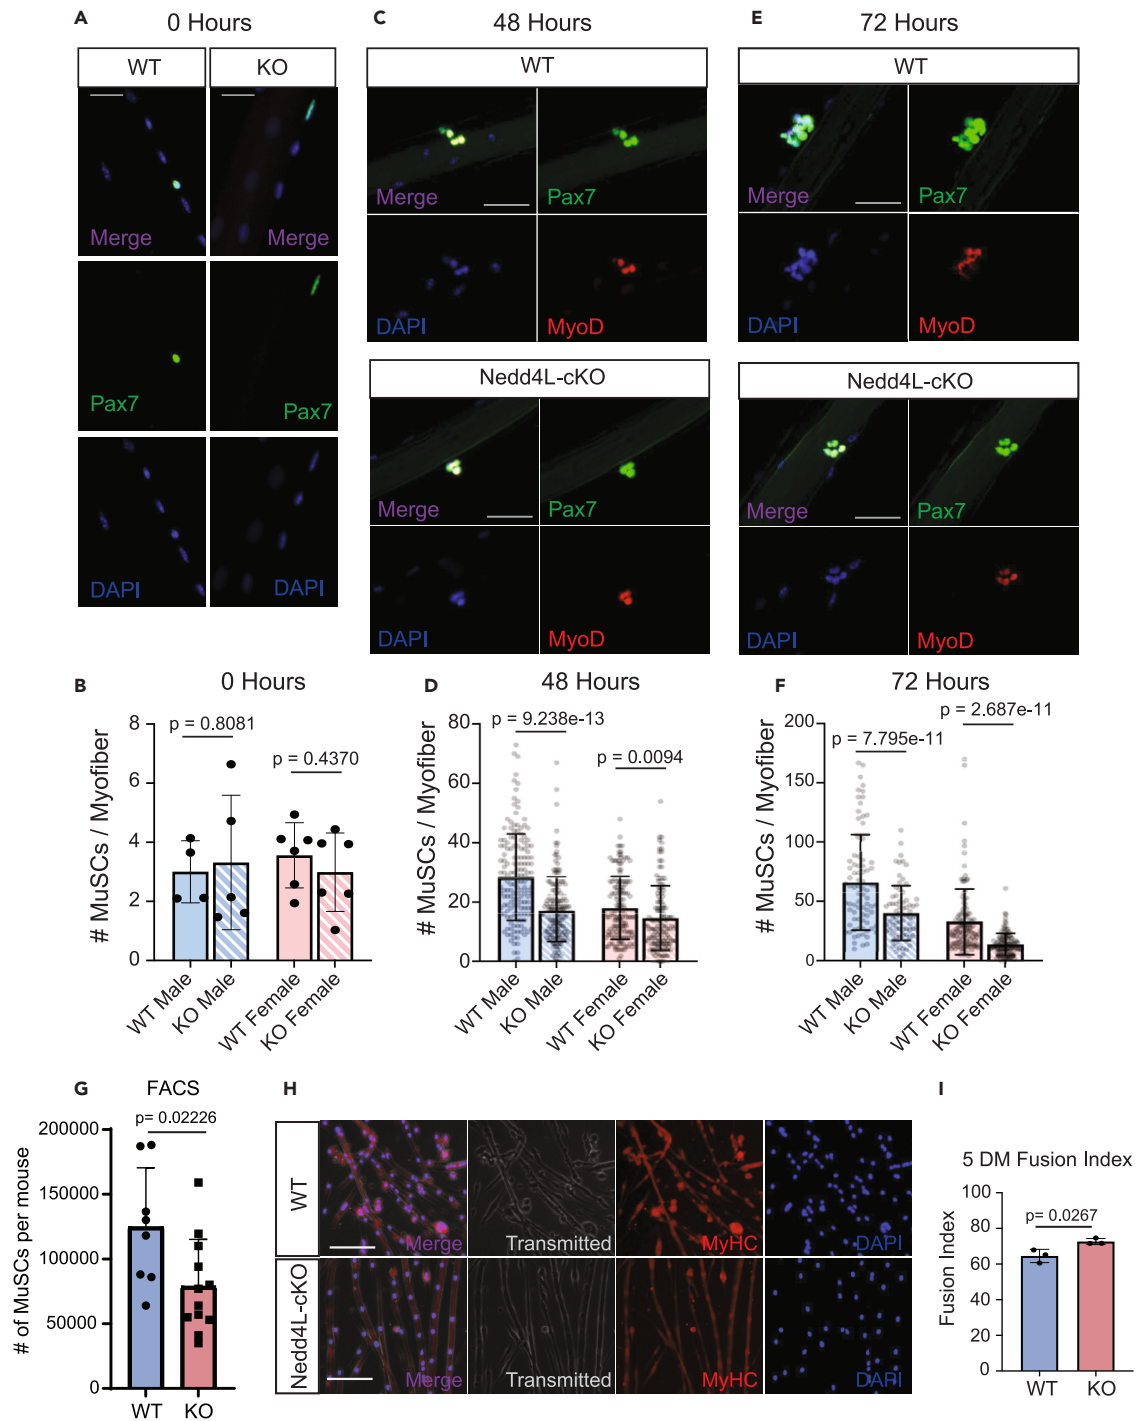 A
0 Hours
WT
KO
Merge
Merge
Pax7
Pax7
DAPI
DAPI
C
48 Hours
WT
Merge
Pax7
DAPI
MyoD
Nedd4L-cKO
Merge
Pax7
DAPI
MyoD
E
72 Hours
WT
Merge
Pax7
DAPI
MyoD
Nedd4L-cKO
Merge
Pax7
DAPI
MyoD
B
0 Hours
# MuSCs / Myofiber
8
6
4
2
0
p = 0.8081
p = 0.4370
WT Male
KO Male
WT Female
KO Female
D
48 Hours
# MuSCs / Myofiber
80
60
40
20
0
p = 9.238e-13
p = 0.0094
WT Male
KO Male
WT Female
KO Female
F
72 Hours
# MuSCs / Myofiber
200
150
100
50
0
p = 7.795e-11
p = 2.687e-11
WT Male
KO Male
WT Female
KO Female
G
FACS
p= 0.02226
# of MuSCs per mouse
200000
150000
100000
50000
0
WT
KO
H
WT
Merge
Transmitted
MyHC
DAPI
Nedd4L-cKO
Merge
Transmitted
MyHC
DAPI
I
5 DM Fusion Index
p= 0.0267
Fusion Index
100
80
60
40
20
0
WT
KO